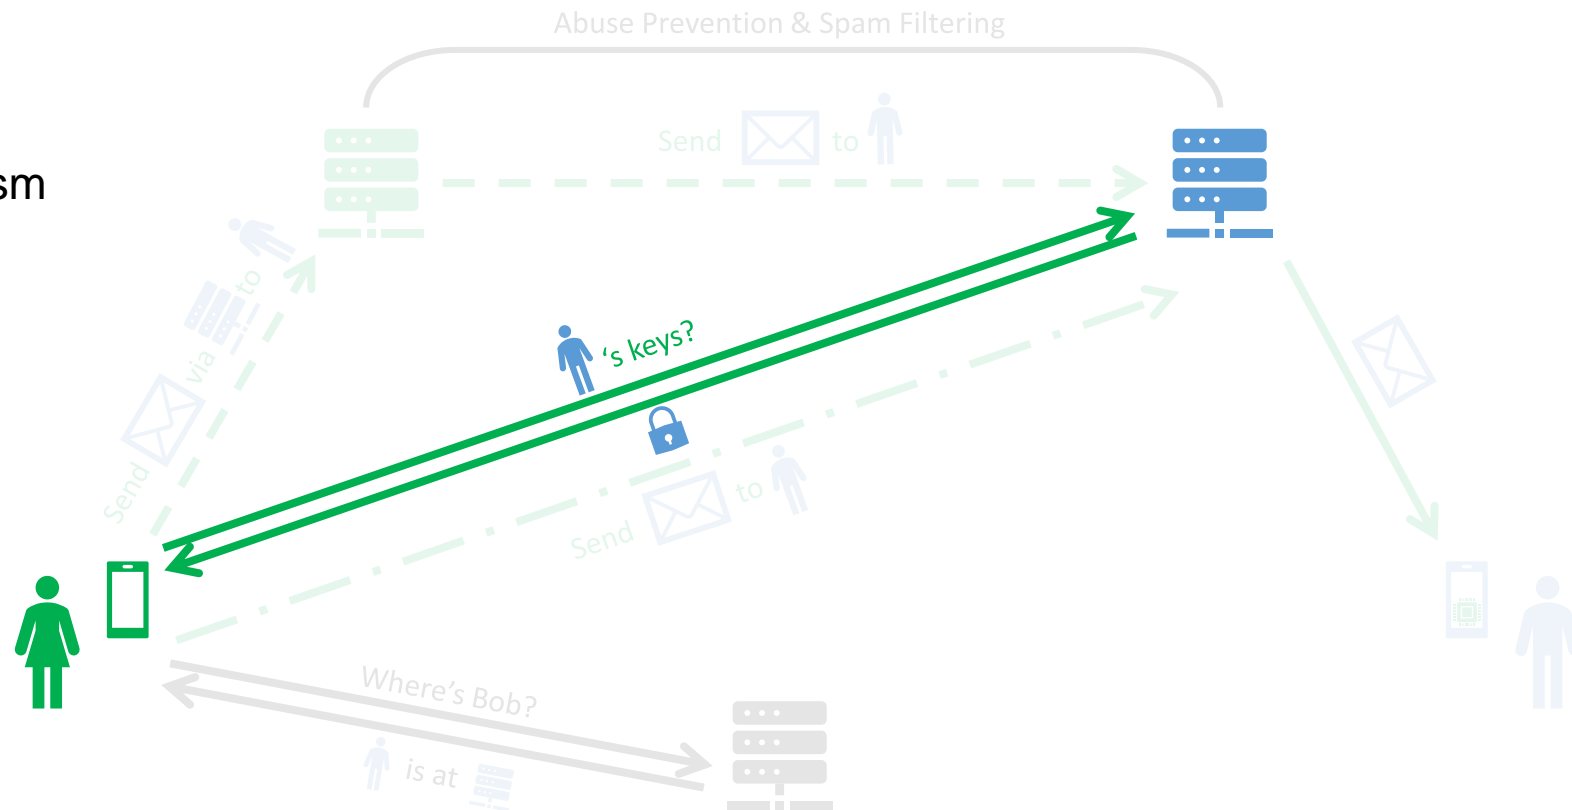 Abuse Prevention & Spam Filtering
Send to
sm
Send via to
‘s keys?
Send to
Where's Bob?
is at